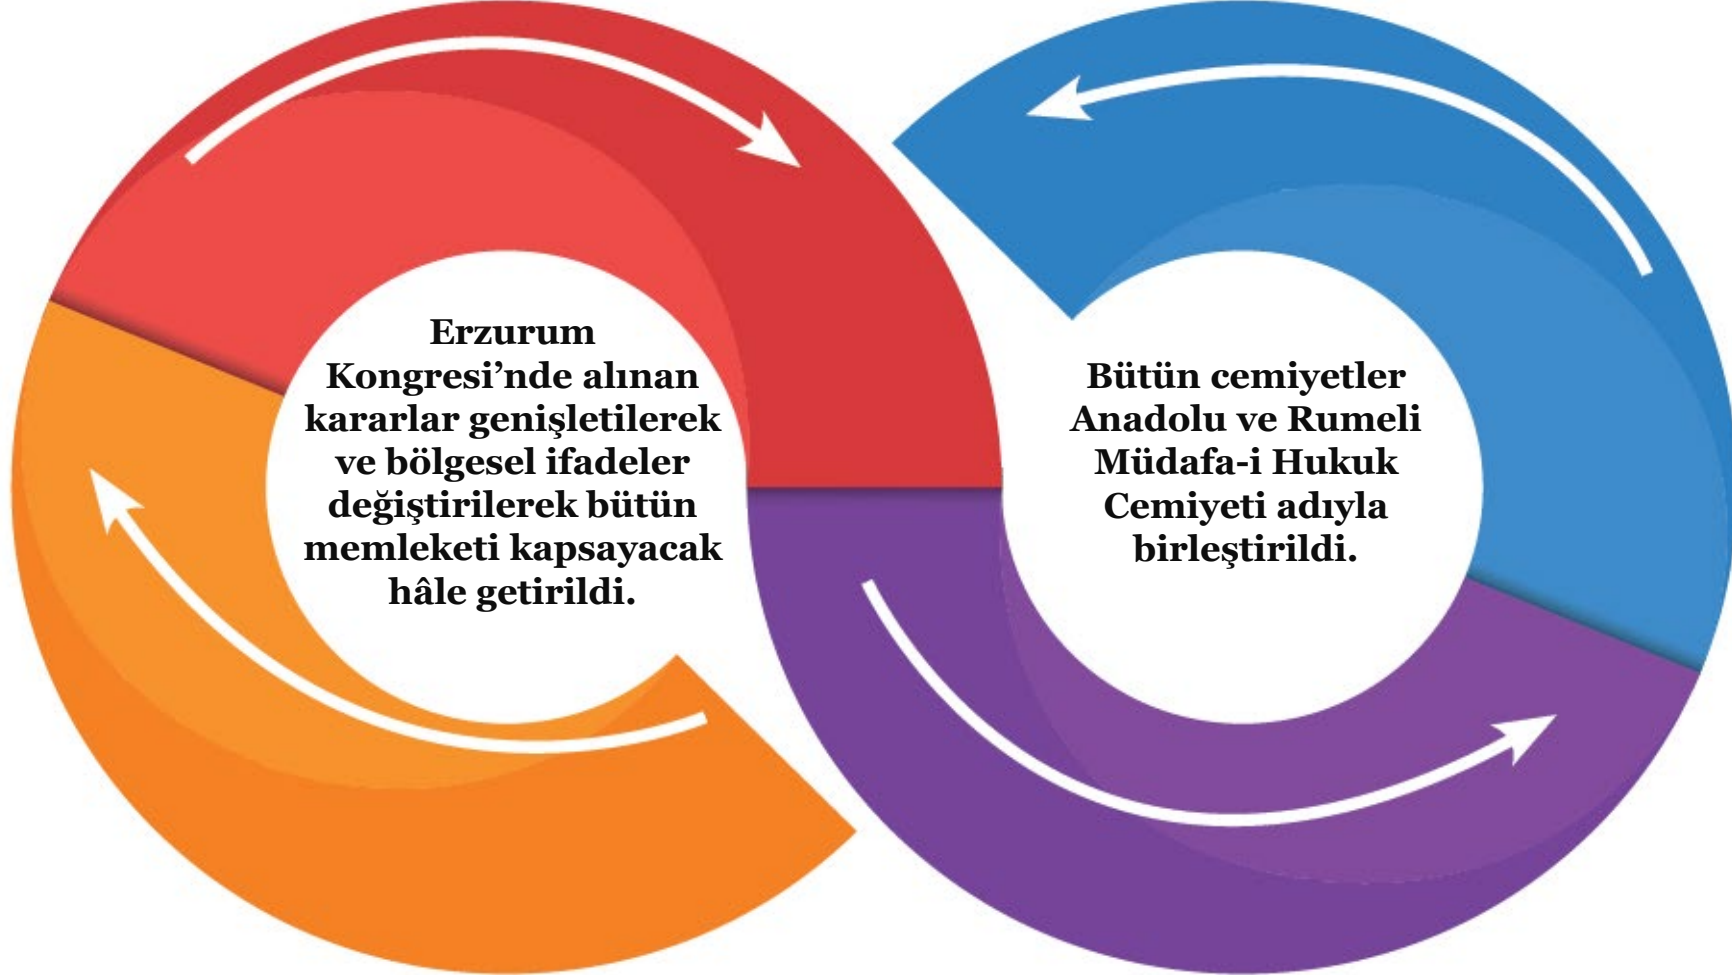 Erzurum
Kongresi’nde alınan
kararlar genişletilerek
ve bölgesel ifadeler
değiştirilerek bütün
memleketi kapsayacak
hâle getirildi.
Bütün cemiyetler
Anadolu ve Rumeli
Müdafa-i Hukuk
Cemiyeti adıyla
birleştirildi.